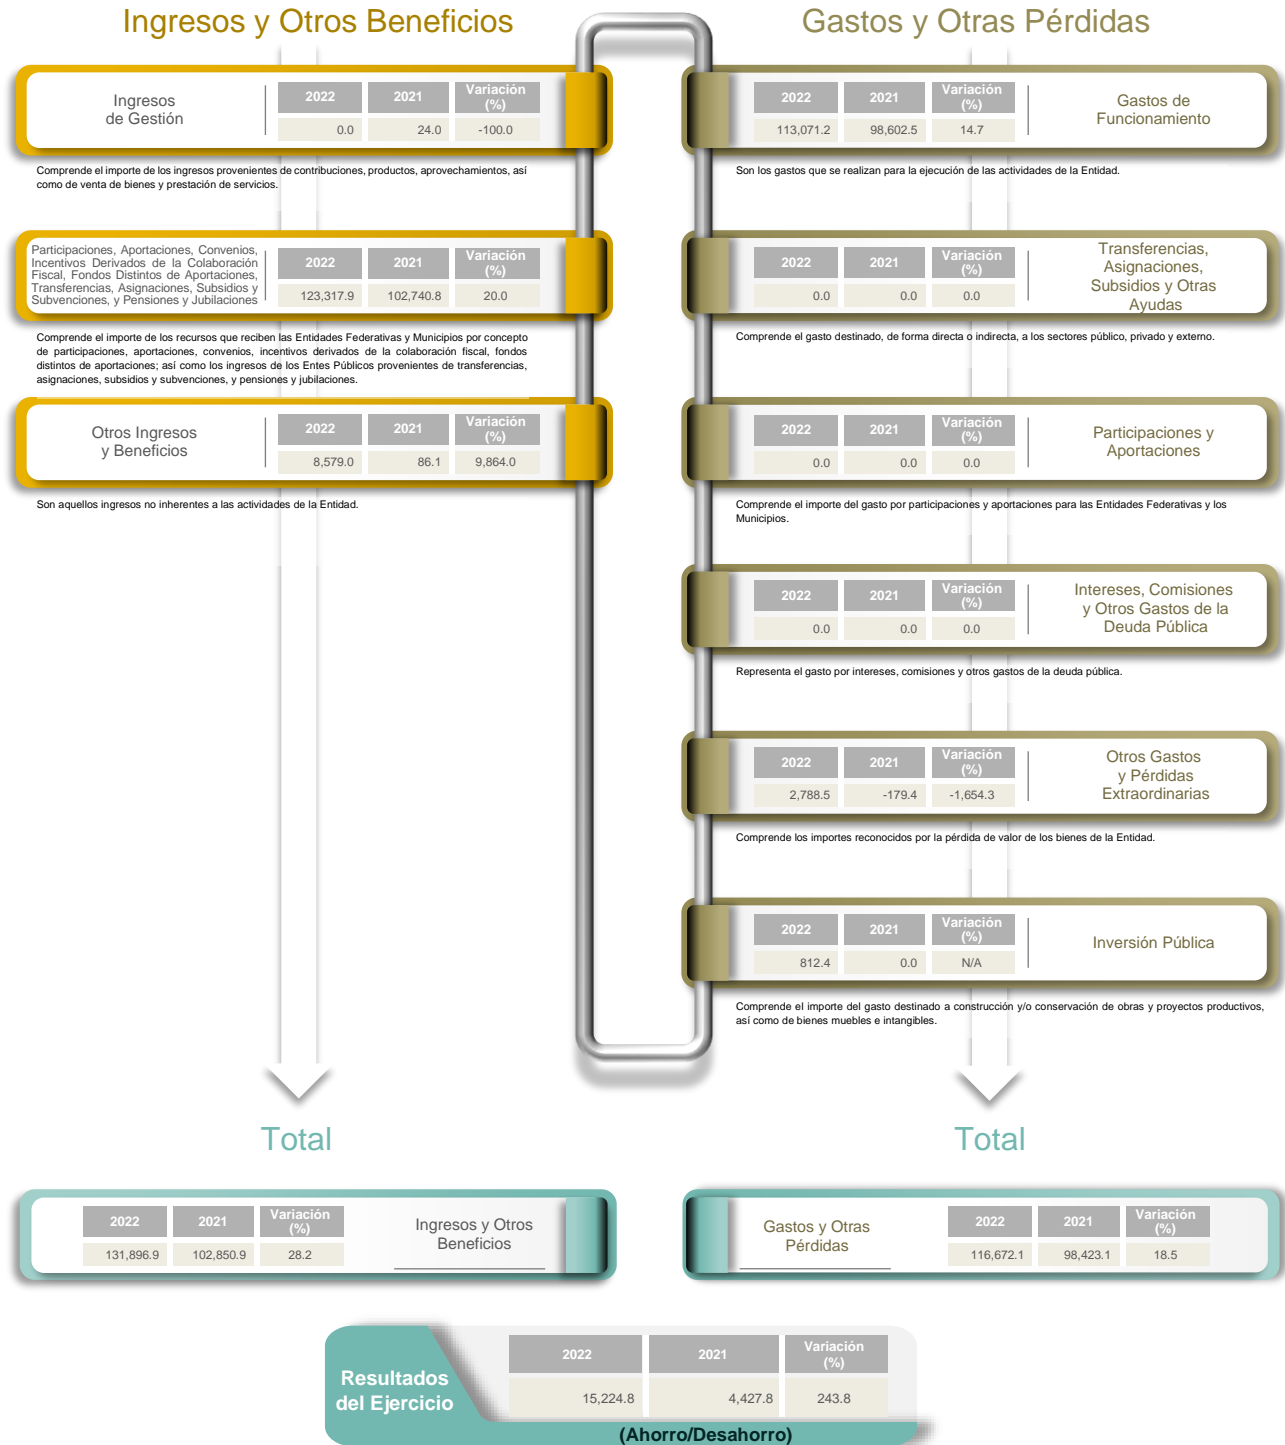 Ingresos y Otros Beneficios
Ingresos
de Gestión
2022 2021 Variación
(%)
0.0 24.0 -100.0
Comprende el importe de los ingresos provenientes de contribuciones, productos, aprovechamientos, así
como de venta de bienes y prestación de servicios.
Participaciones, Aportaciones, Convenios,
Incentivos Derivados de la Colaboración
Fiscal, Fondos Distintos de Aportaciones,
Transferencias, Asignaciones, Subsidios y
Subvenciones, y Pensiones y Jubilaciones
2022 2021 Variación
(%)
123,317.9 102,740.8 20.0
Comprende el importe de los recursos que reciben las Entidades Federativas y Municipios por concepto
de participaciones, aportaciones, convenios, incentivos derivados de la colaboración fiscal, fondos
distintos de aportaciones; así como los ingresos de los Entes Públicos provenientes de transferencias,
asignaciones, subsidios y subvenciones, y pensiones y jubilaciones.
Otros Ingresos
y Beneficios
2022 2021 Variación
(%)
8,579.0 86.1 9,864.0
Son aquellos ingresos no inherentes a las actividades de la Entidad.
Gastos y Otras Pérdidas
2022 2021 Variación
(%)
113,071.2 98,602.5 14.7
Gastos de
Funcionamiento
Son los gastos que se realizan para la ejecución de las actividades de la Entidad.
2022 2021 Variación
(%)
0.0 0.0 0.0
Transferencias,
Asignaciones,
Subsidios y Otras
Ayudas
Comprende el gasto destinado, de forma directa o indirecta, a los sectores público, privado y externo.
2022 2021 Variación
(%)
0.0 0.0 0.0
Participaciones y
Aportaciones
Comprende el importe del gasto por participaciones y aportaciones para las Entidades Federativas y los
Municipios.
2022 2021 Variación
(%)
0.0 0.0 0.0
Intereses, Comisiones
y Otros Gastos de la
Deuda Pública
Representa el gasto por intereses, comisiones y otros gastos de la deuda pública.
2022 2021 Variación
(%)
2,788.5 -179.4 -1,654.3
Otros Gastos
y Pérdidas
Extraordinarias
Comprende los importes reconocidos por la pérdida de valor de los bienes de la Entidad.
2022 2021 Variación
(%)
812.4 0.0 N/A
Inversión Pública
Comprende el importe del gasto destinado a construcción y/o conservación de obras y proyectos productivos,
así como de bienes muebles e intangibles.
Total
2022 2021 Variación
(%)
131,896.9 102,850.9 28.2
Ingresos y Otros
Beneficios
Total
Gastos y Otras
Pérdidas
2022 2021 Variación
(%)
116,672.1 98,423.1 18.5
Resultados
del Ejercicio
2022 2021 Variación
(%)
15,224.8 4,427.8 243.8
(Ahorro/Desahorro)